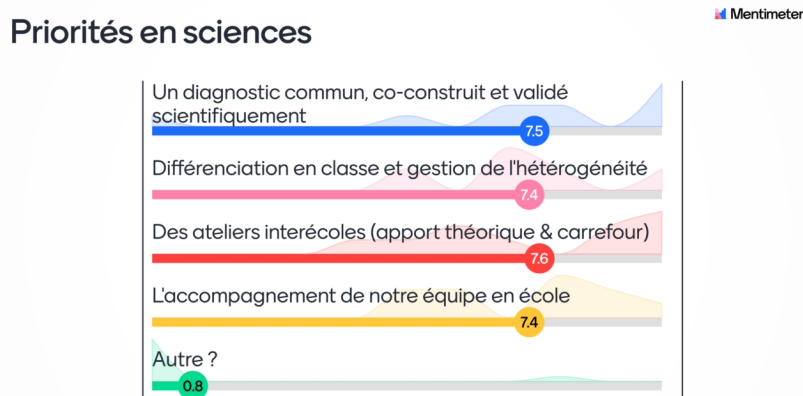 Mentimeter
Priorités en sciences
Un diagnostic commun, co-construit et validé
scientifiquement
7.5
Différenciation en classe et gestion de l'hétérogénéité
7.4
Des ateliers interécoles (apport théorique & carrefour)
7.6
L'accompagnement de notre équipe en école
7.4
Autre ?
0.8